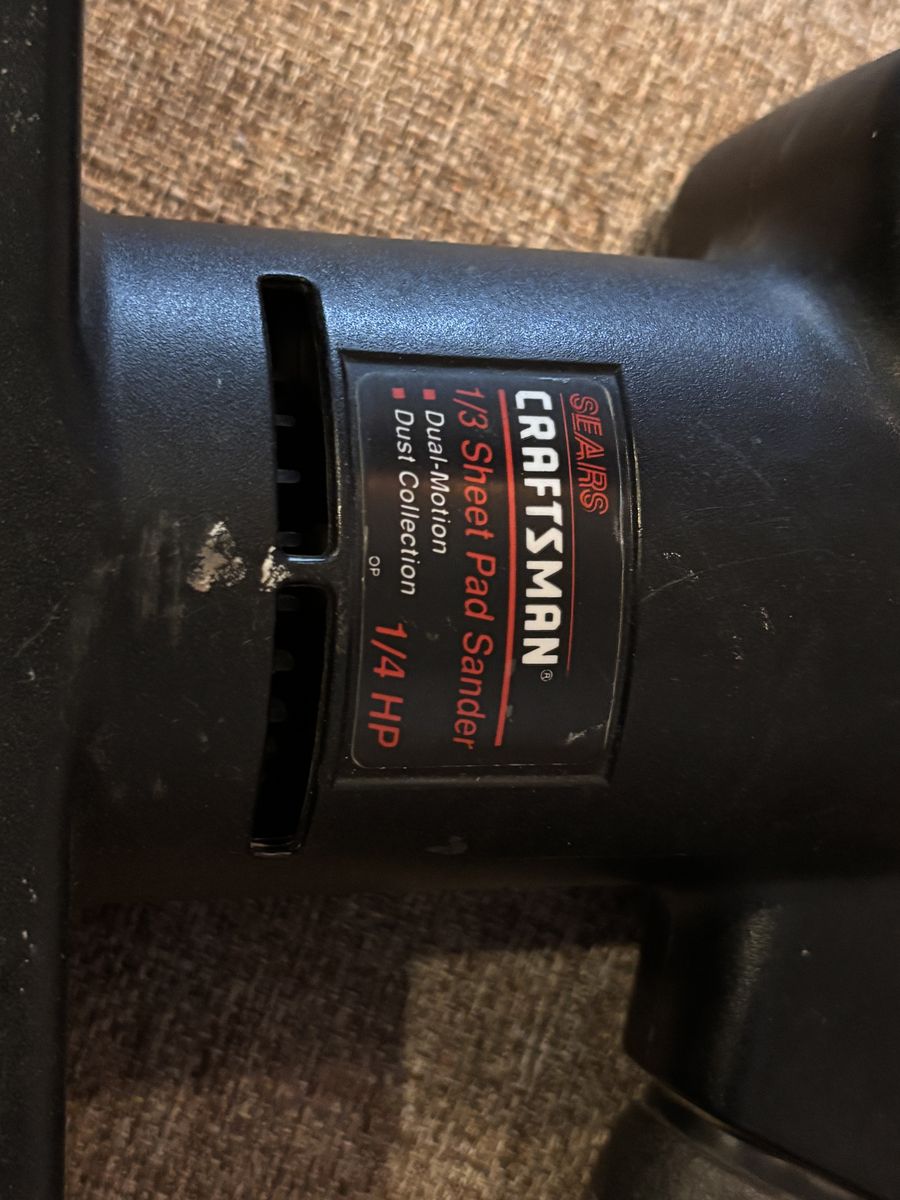 SEARS
CRAFTSMAN®
1/3 Sheet Pad Sander
■ Dual-Motion
■ Dust Collection
OP
1/4 HP